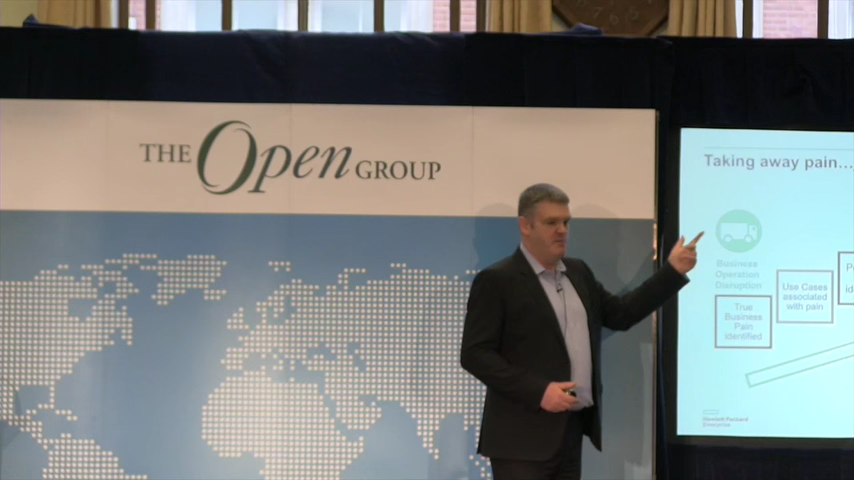 THE Open GROUP
Taking away pain...
Business
Operation
Disruption
True
Business
Pain
Identified
Use Cases
associated
with pain
Hewlett Packard
Enterprise